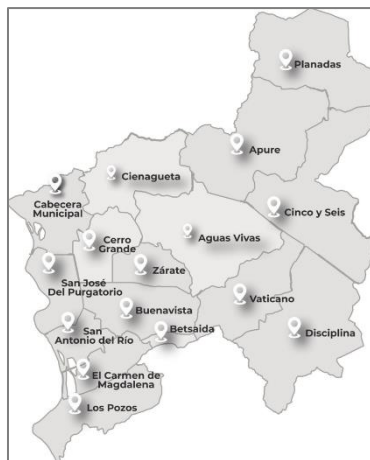 Planadas
Apure
Cienagueta
Cabecera
Municipal
Cinco y Seis
Cerro
Grande
Aguas Vivas
Zárate
San José
Del Purgatorio
Vaticano
Buenavista
San
Antonio del Río
Betsaida
Disciplina
El Carmen de
Magdalena
Los Pozos